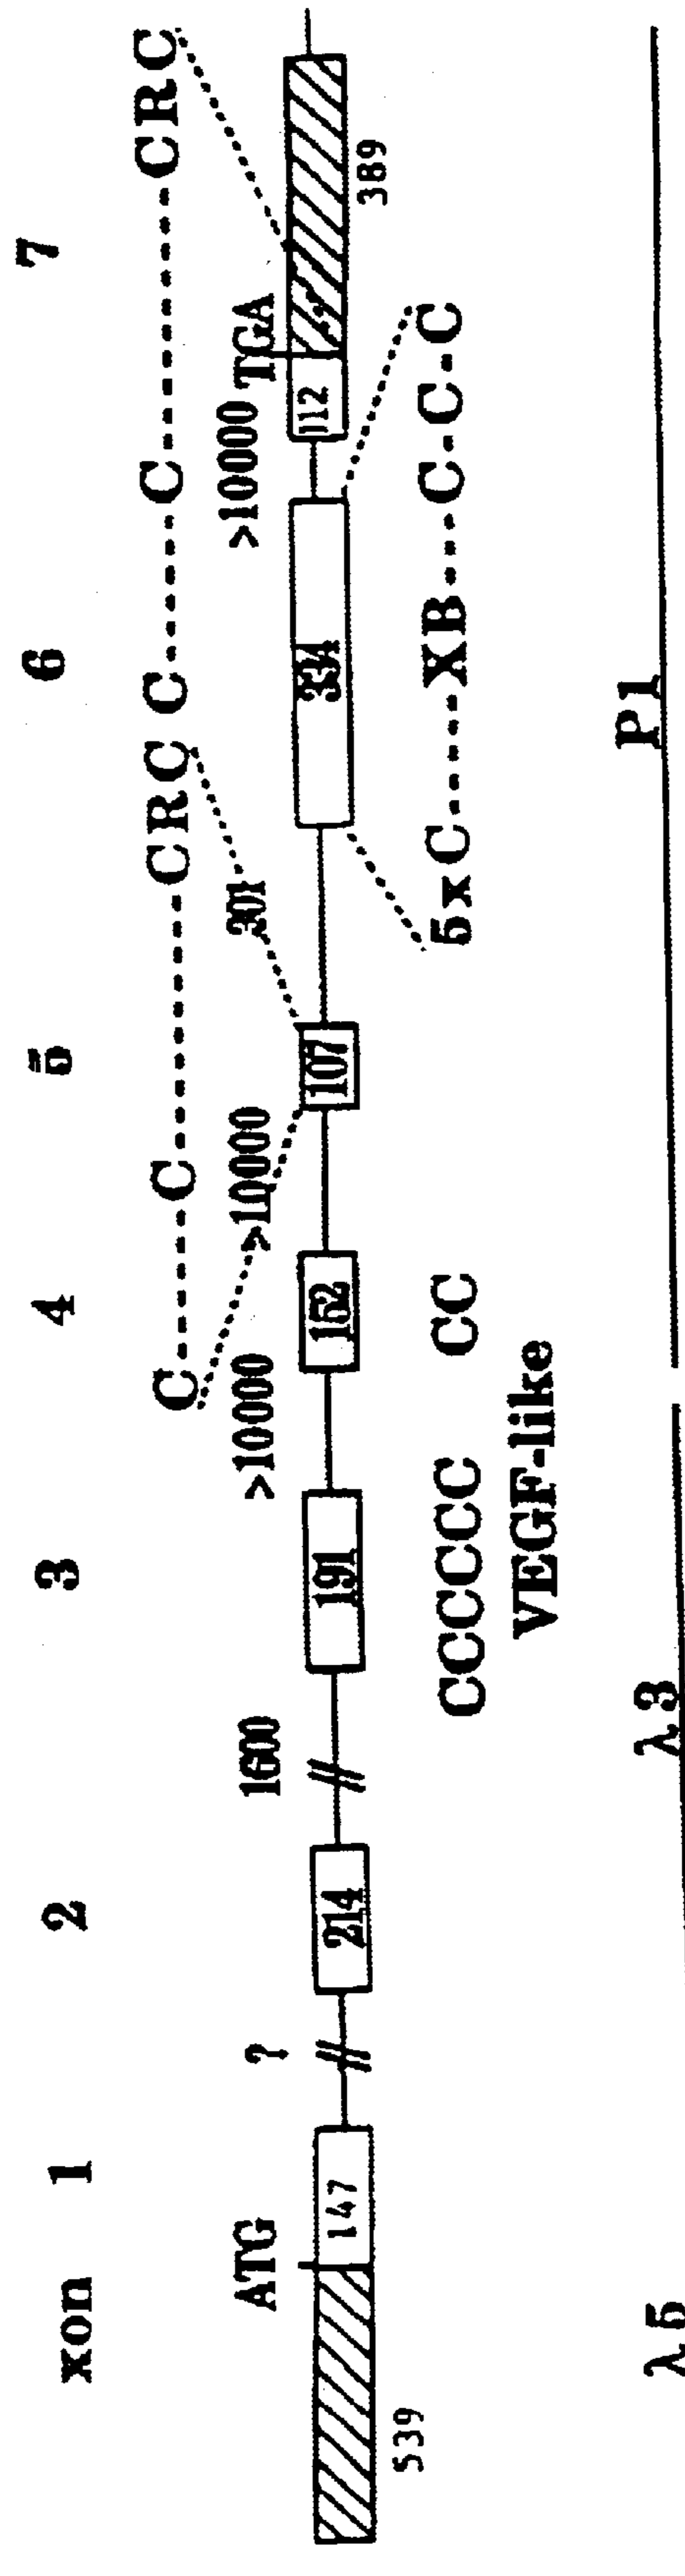 xon 1 2 3 4 5 6 7
C-----C---------CRC C------C---------CRC
ATG ? 1600 >10000 >10000 301 >10000 TGA
147 214 191 152 107 334 112
539 389
CCCCCC CC 5xC-----XB---C-C-C
VEGF-like
λ5 λ3 P1